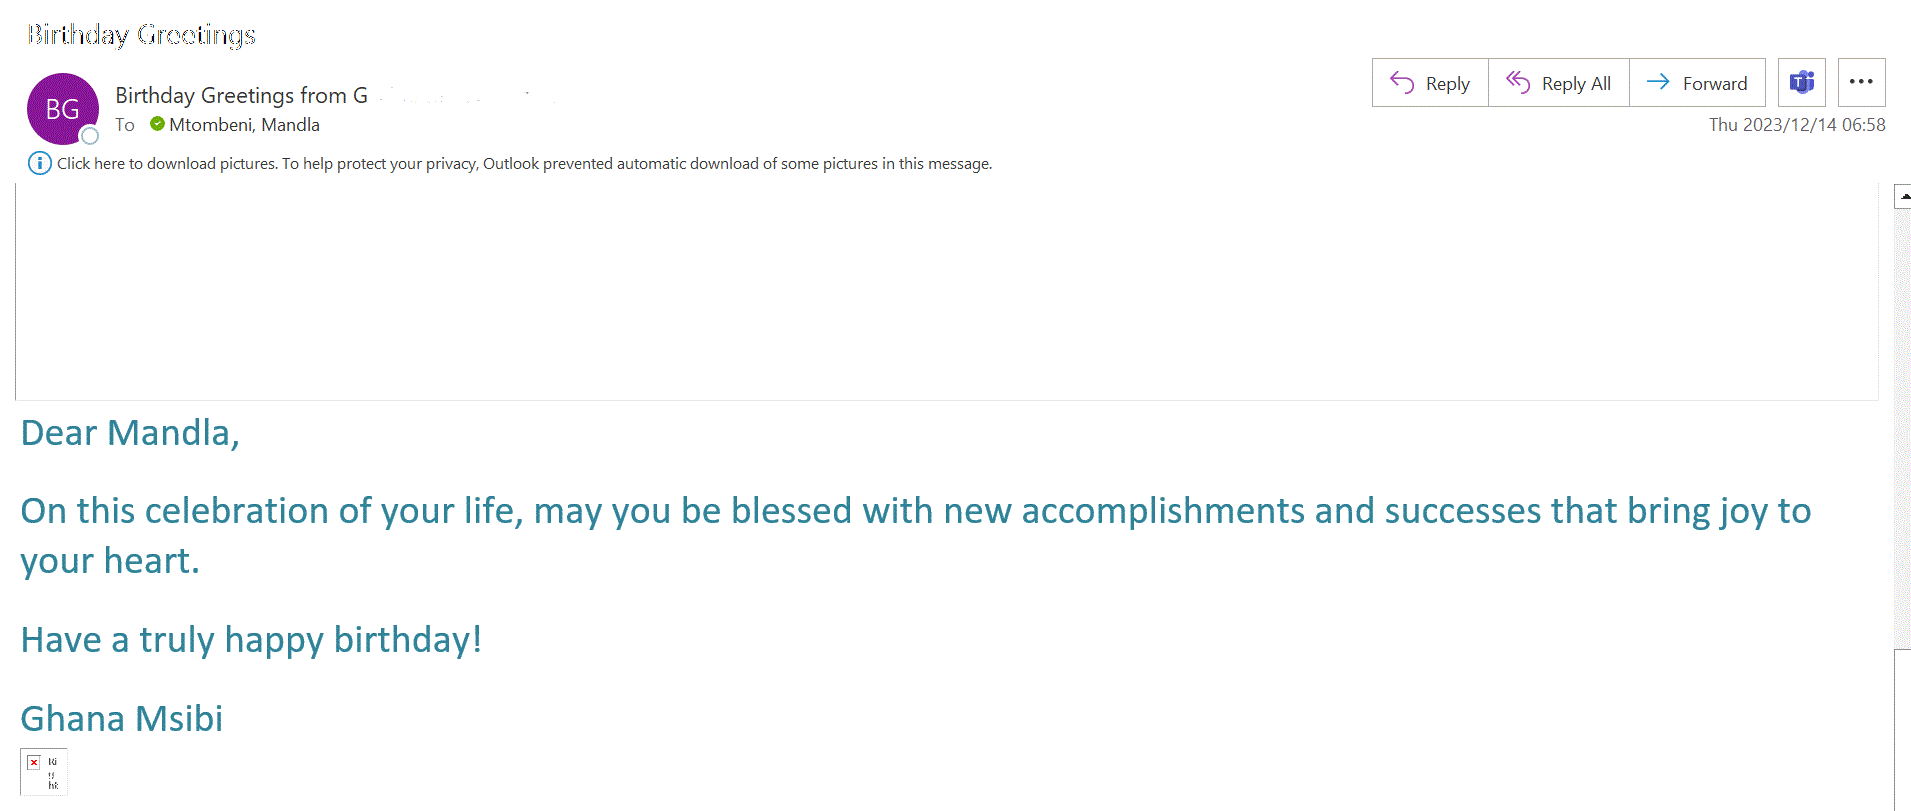 Birthday Greetings
BG
Birthday Greetings from G
Reply
Reply All
Forward
To Mtombeni, Mandla
Thu 2023/12/14 06:58
Click here to download pictures. To help protect your privacy, Outlook prevented automatic download of some pictures in this message.
Dear Mandla,
On this celebration of your life, may you be blessed with new accomplishments and successes that bring joy to
your heart.
Have a truly happy birthday!
Ghana Msibi